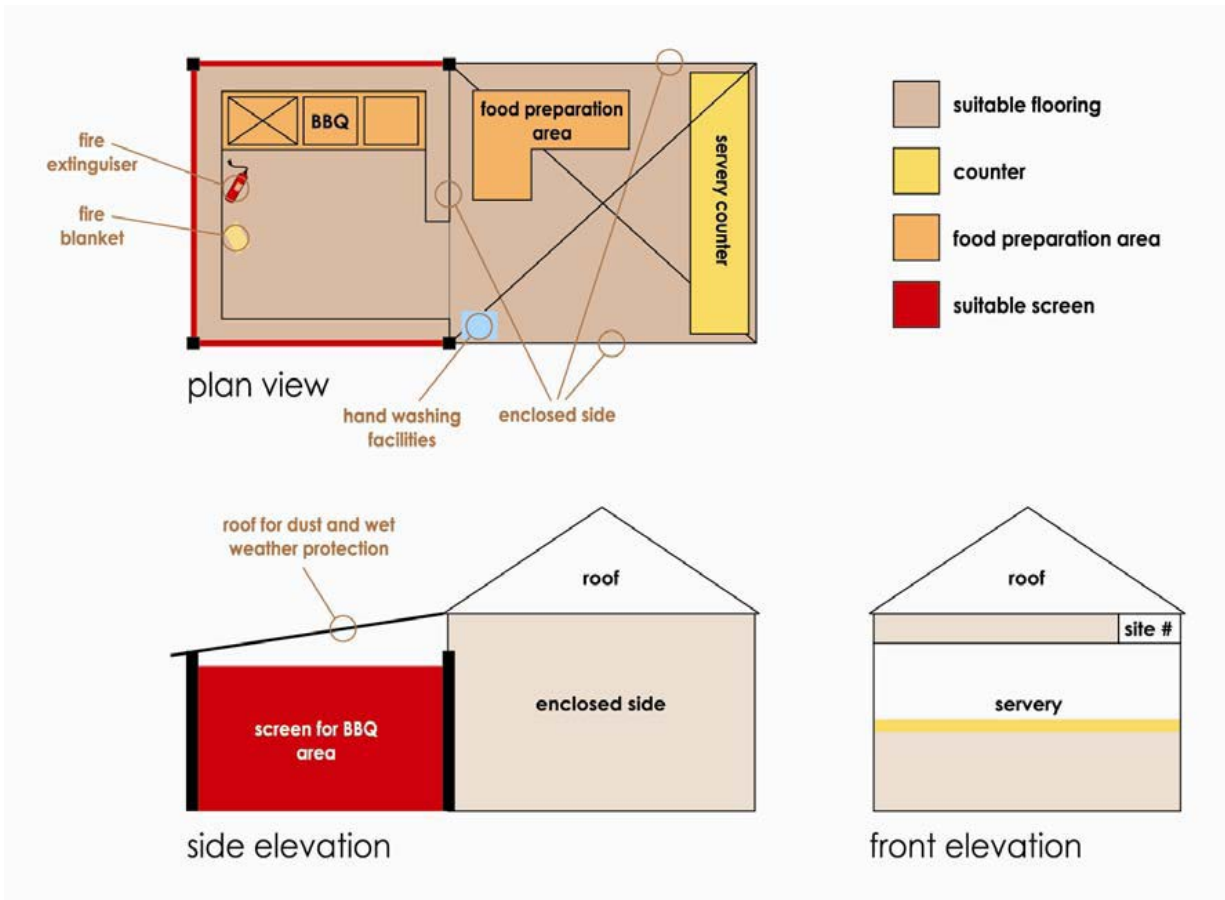 fire
extinguiser
fire
blanket
BBQ
food preparation
area
servery counter
suitable flooring
counter
food preparation area
suitable screen
plan view
hand washing
facilities
enclosed side
roof for dust and wet
weather protection
roof
enclosed side
screen for BBQ
area
side elevation
roof
site #
servery
front elevation